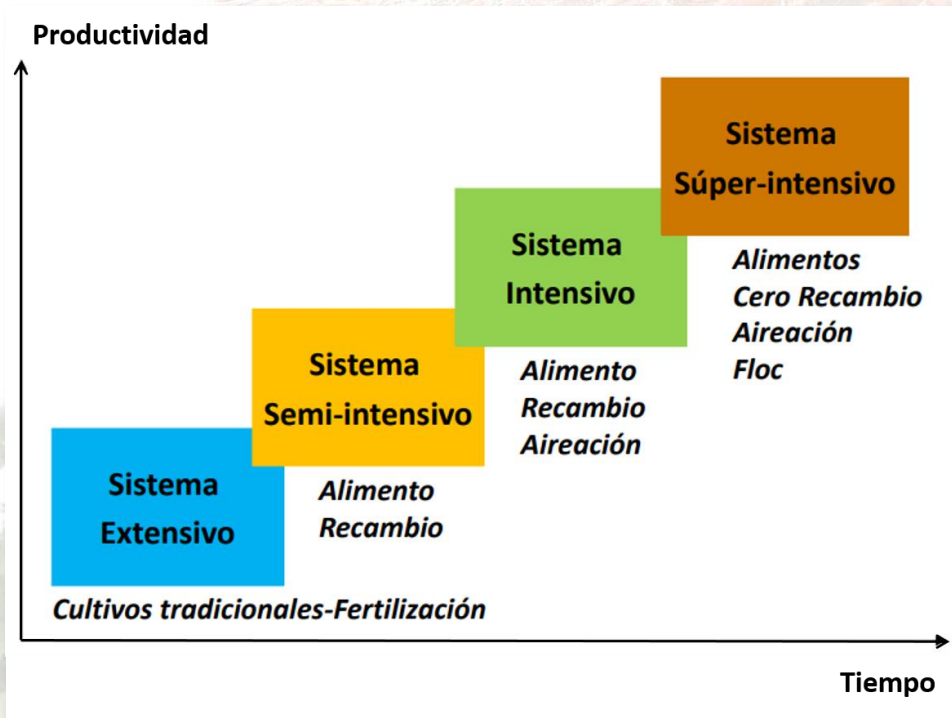 Productividad
Sistema
Súper-intensivo
Alimentos
Cero Recambio
Aireación
Floc
Sistema
Intensivo
Alimento
Recambio
Aireación
Sistema
Semi-intensivo
Alimento
Recambio
Sistema
Extensivo
Cultivos tradicionales-Fertilización
Tiempo